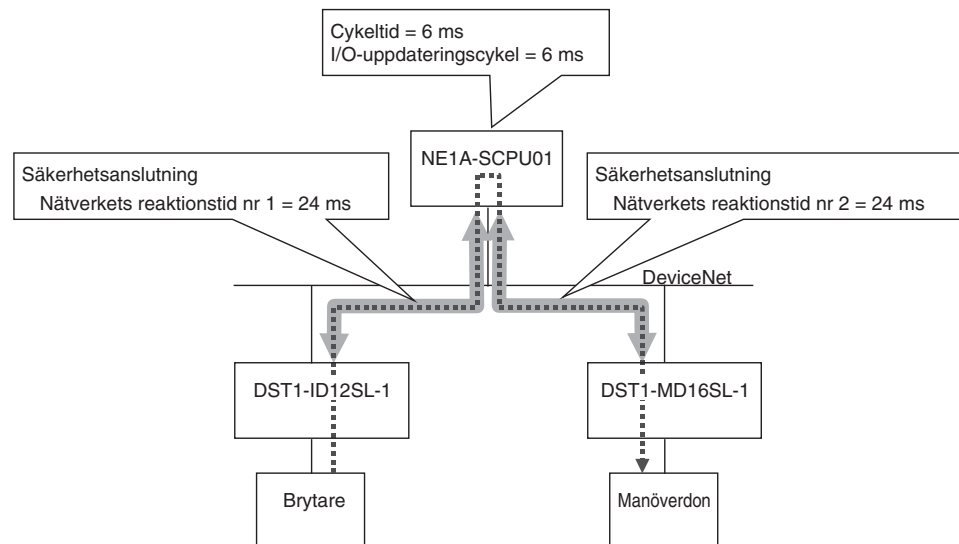 Cykeltid = 6 ms
I/O-uppdateringscykel = 6 ms
NE1A-SCPU01
Säkerhetsanslutning
Nätverkets reaktionstid nr 1 = 24 ms
Säkerhetsanslutning
Nätverkets reaktionstid nr 2 = 24 ms
DeviceNet
DST1-ID12SL-1
DST1-MD16SL-1
Brytare
Manöverdon